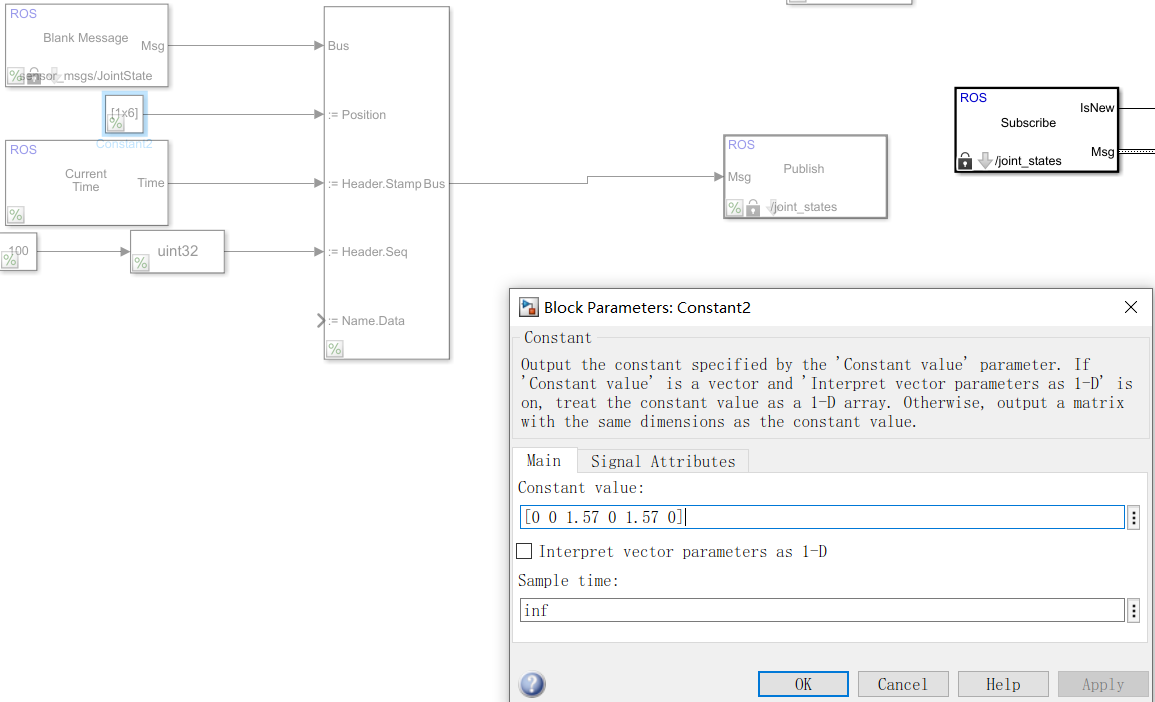 ROS
Blank Message
Msg
sensor_msgs/JointState
Bus
[1x6]
:= Position
Constant2
ROS
Current
Time
Time
:= Header.Stamp
Bus
100
uint32
:= Header.Seq
:= Name.Data
ROS
Publish
Msg
/joint_states
ROS
IsNew
Subscribe
Msg
/joint_states
Block Parameters: Constant2
Constant
Output the constant specified by the 'Constant value' parameter. If
'Constant value' is a vector and 'Interpret vector parameters as 1-D' is
on, treat the constant value as a 1-D array. Otherwise, output a matrix
with the same dimensions as the constant value.
Main
Signal Attributes
Constant value:
[0 0 1.57 0 1.57 0]
Interpret vector parameters as 1-D
Sample time:
inf
OK
Cancel
Help
Apply